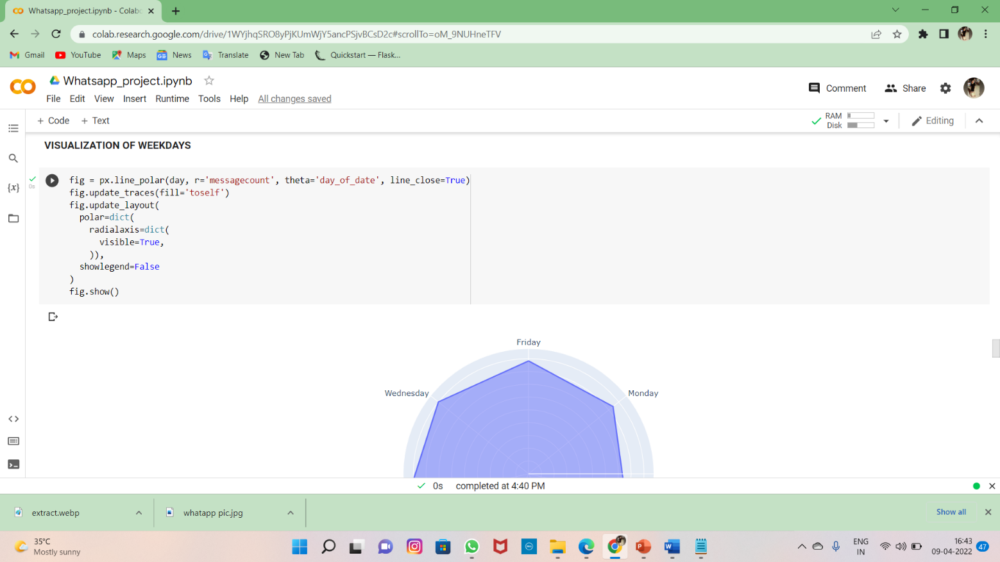 Whatsapp_project.ipynb - Colabo
colab.research.google.com/drive/1WYjhqSRO8yPjKUmWjY5ancPSjvBCsD2c#scrollTo=oM_9NUHneTFV
Gmail YouTube Maps News Translate New Tab Quickstart — Flask...
Whatsapp_project.ipynb
Comment Share
File Edit View Insert Runtime Tools Help All changes saved
+ Code + Text
RAM
Disk
Editing
VISUALIZATION OF WEEKDAYS
{x}
0s
fig = px.line_polar(day, r='messagecount', theta='day_of_date', line_close=True)
fig.update_traces(fill='toself')
fig.update_layout(
polar=dict(
radialaxis=dict(
visible=True,
)),
showlegend=False
)
fig.show()
Friday
Wednesday
Monday
0s completed at 4:40 PM
extract.webp
whatapp pic.jpg
Show all
35°C
Mostly sunny
ENG
IN
16:43
09-04-2022
47